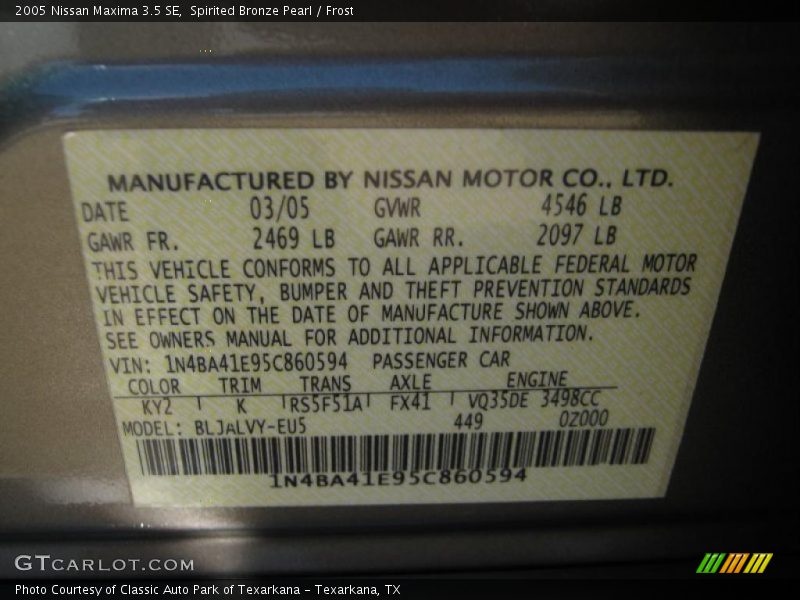 2005 Nissan Maxima 3.5 SE, Spirited Bronze Pearl / Frost
MANUFACTURED BY NISSAN MOTOR CO., LTD.
DATE 03/05 GVWR 4546 LB
GAWR FR. 2469 LB GAWR RR. 2097 LB
THIS VEHICLE CONFORMS TO ALL APPLICABLE FEDERAL MOTOR
VEHICLE SAFETY, BUMPER AND THEFT PREVENTION STANDARDS
IN EFFECT ON THE DATE OF MANUFACTURE SHOWN ABOVE.
SEE OWNERS MANUAL FOR ADDITIONAL INFORMATION.
VIN: 1N4BA41E95C860594 PASSENGER CAR
COLOR TRIM TRANS AXLE ENGINE
KY2 K RS5F51A FX41 VQ35DE 3498CC
MODEL: BLJALVY-EU5 449 0Z000
1N4BA41E95C860594
GTCARLOT.COM
Photo Courtesy of Classic Auto Park of Texarkana - Texarkana, TX